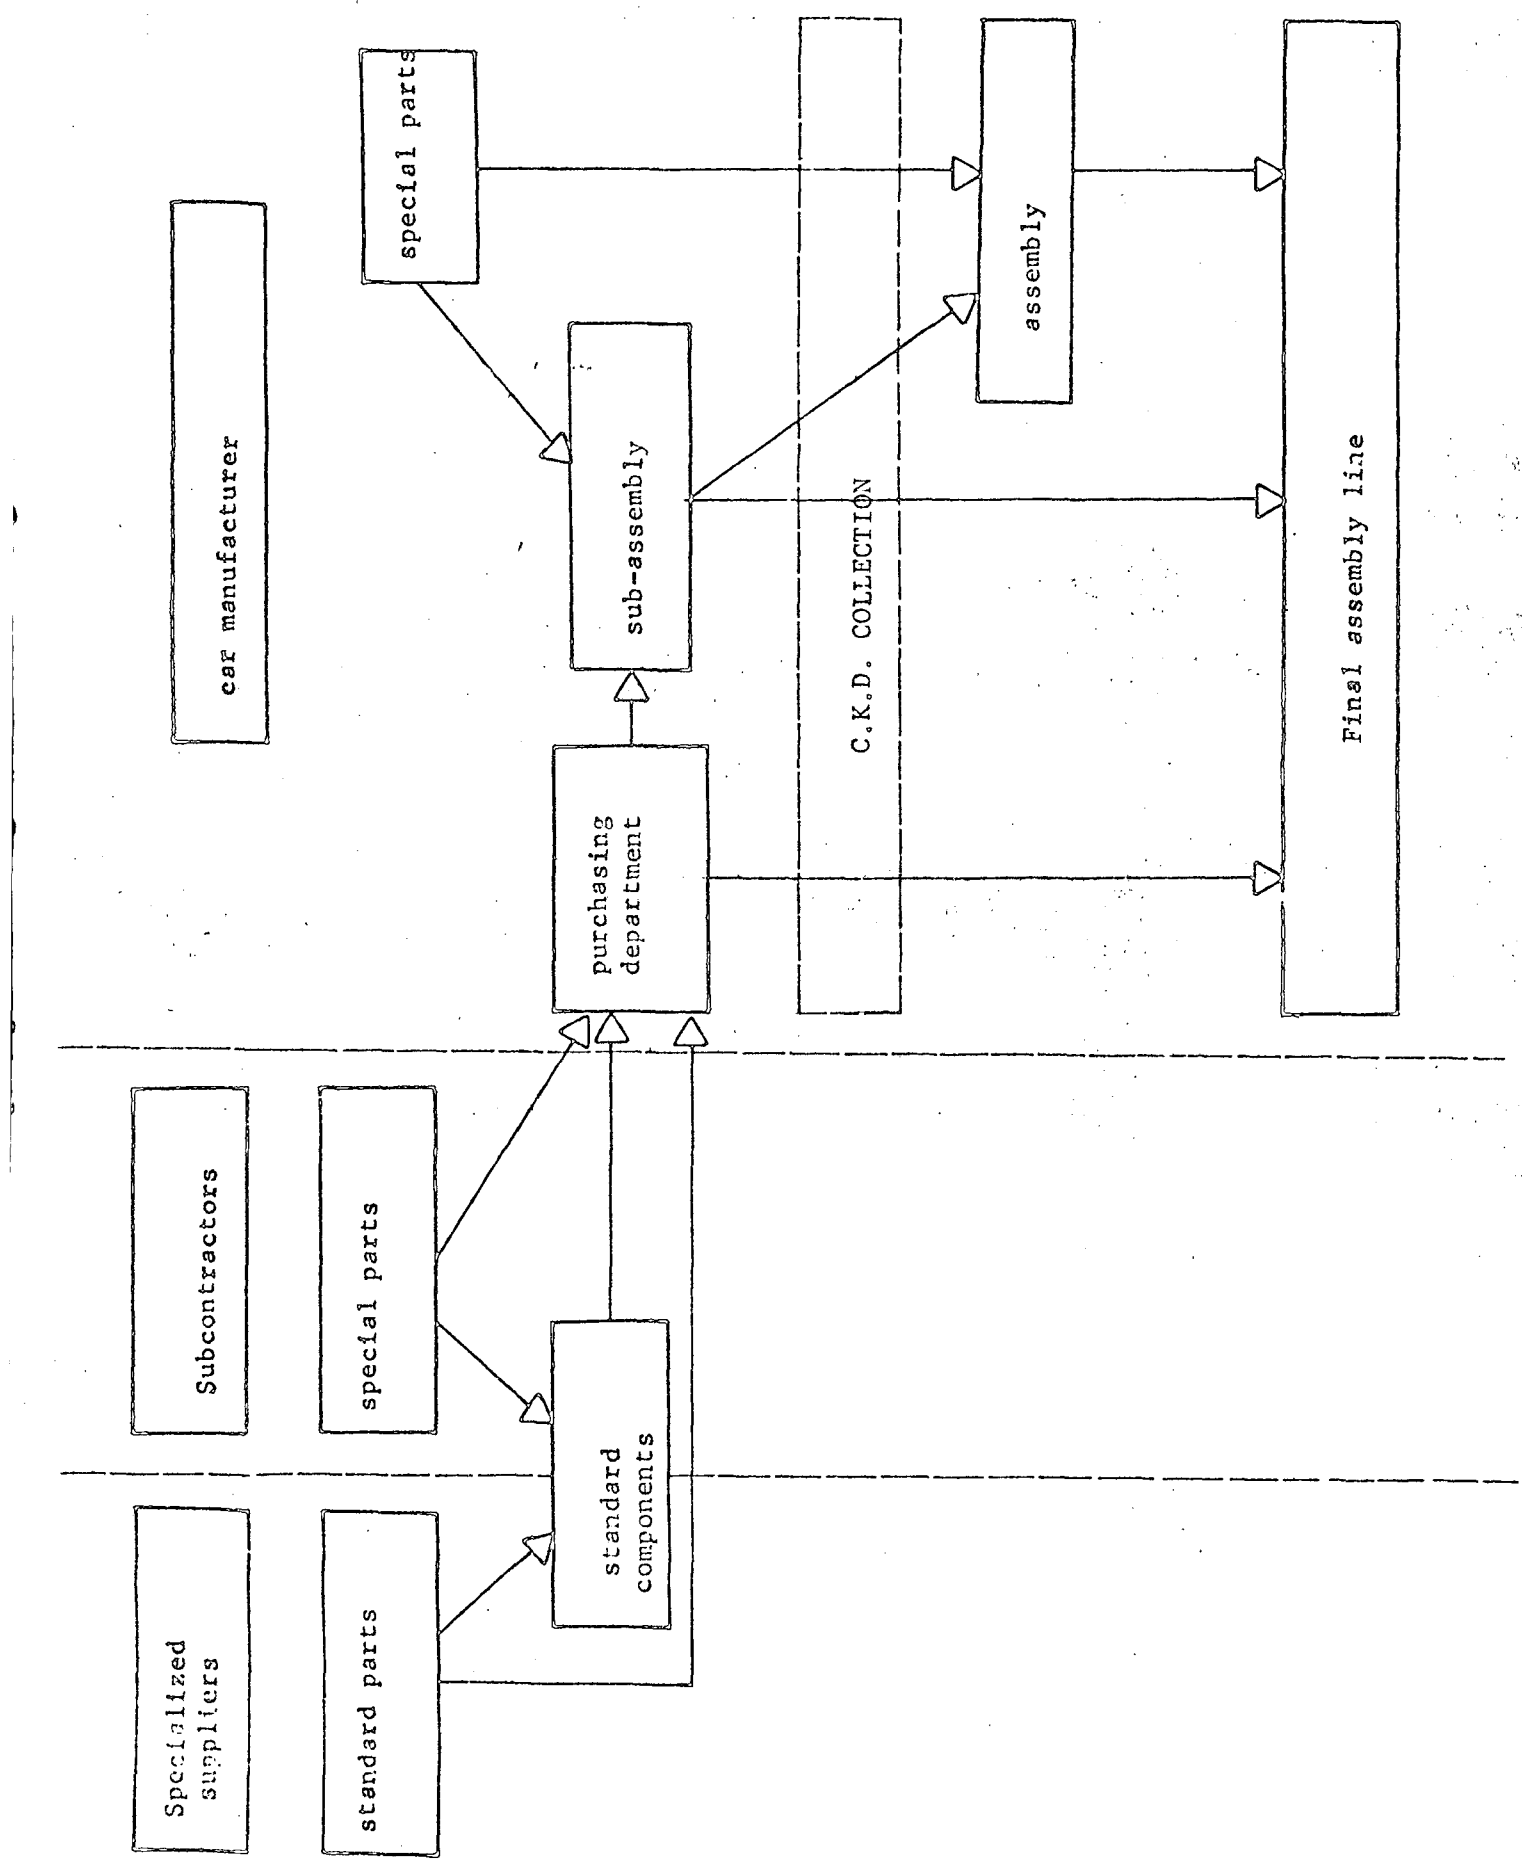 Specialized
suppliers
Subcontractors
car manufacturer
standard parts
special parts
special parts
standard
components
purchasing
department
sub-assembly
C.K.D. COLLECTION
assembly
Final assembly line